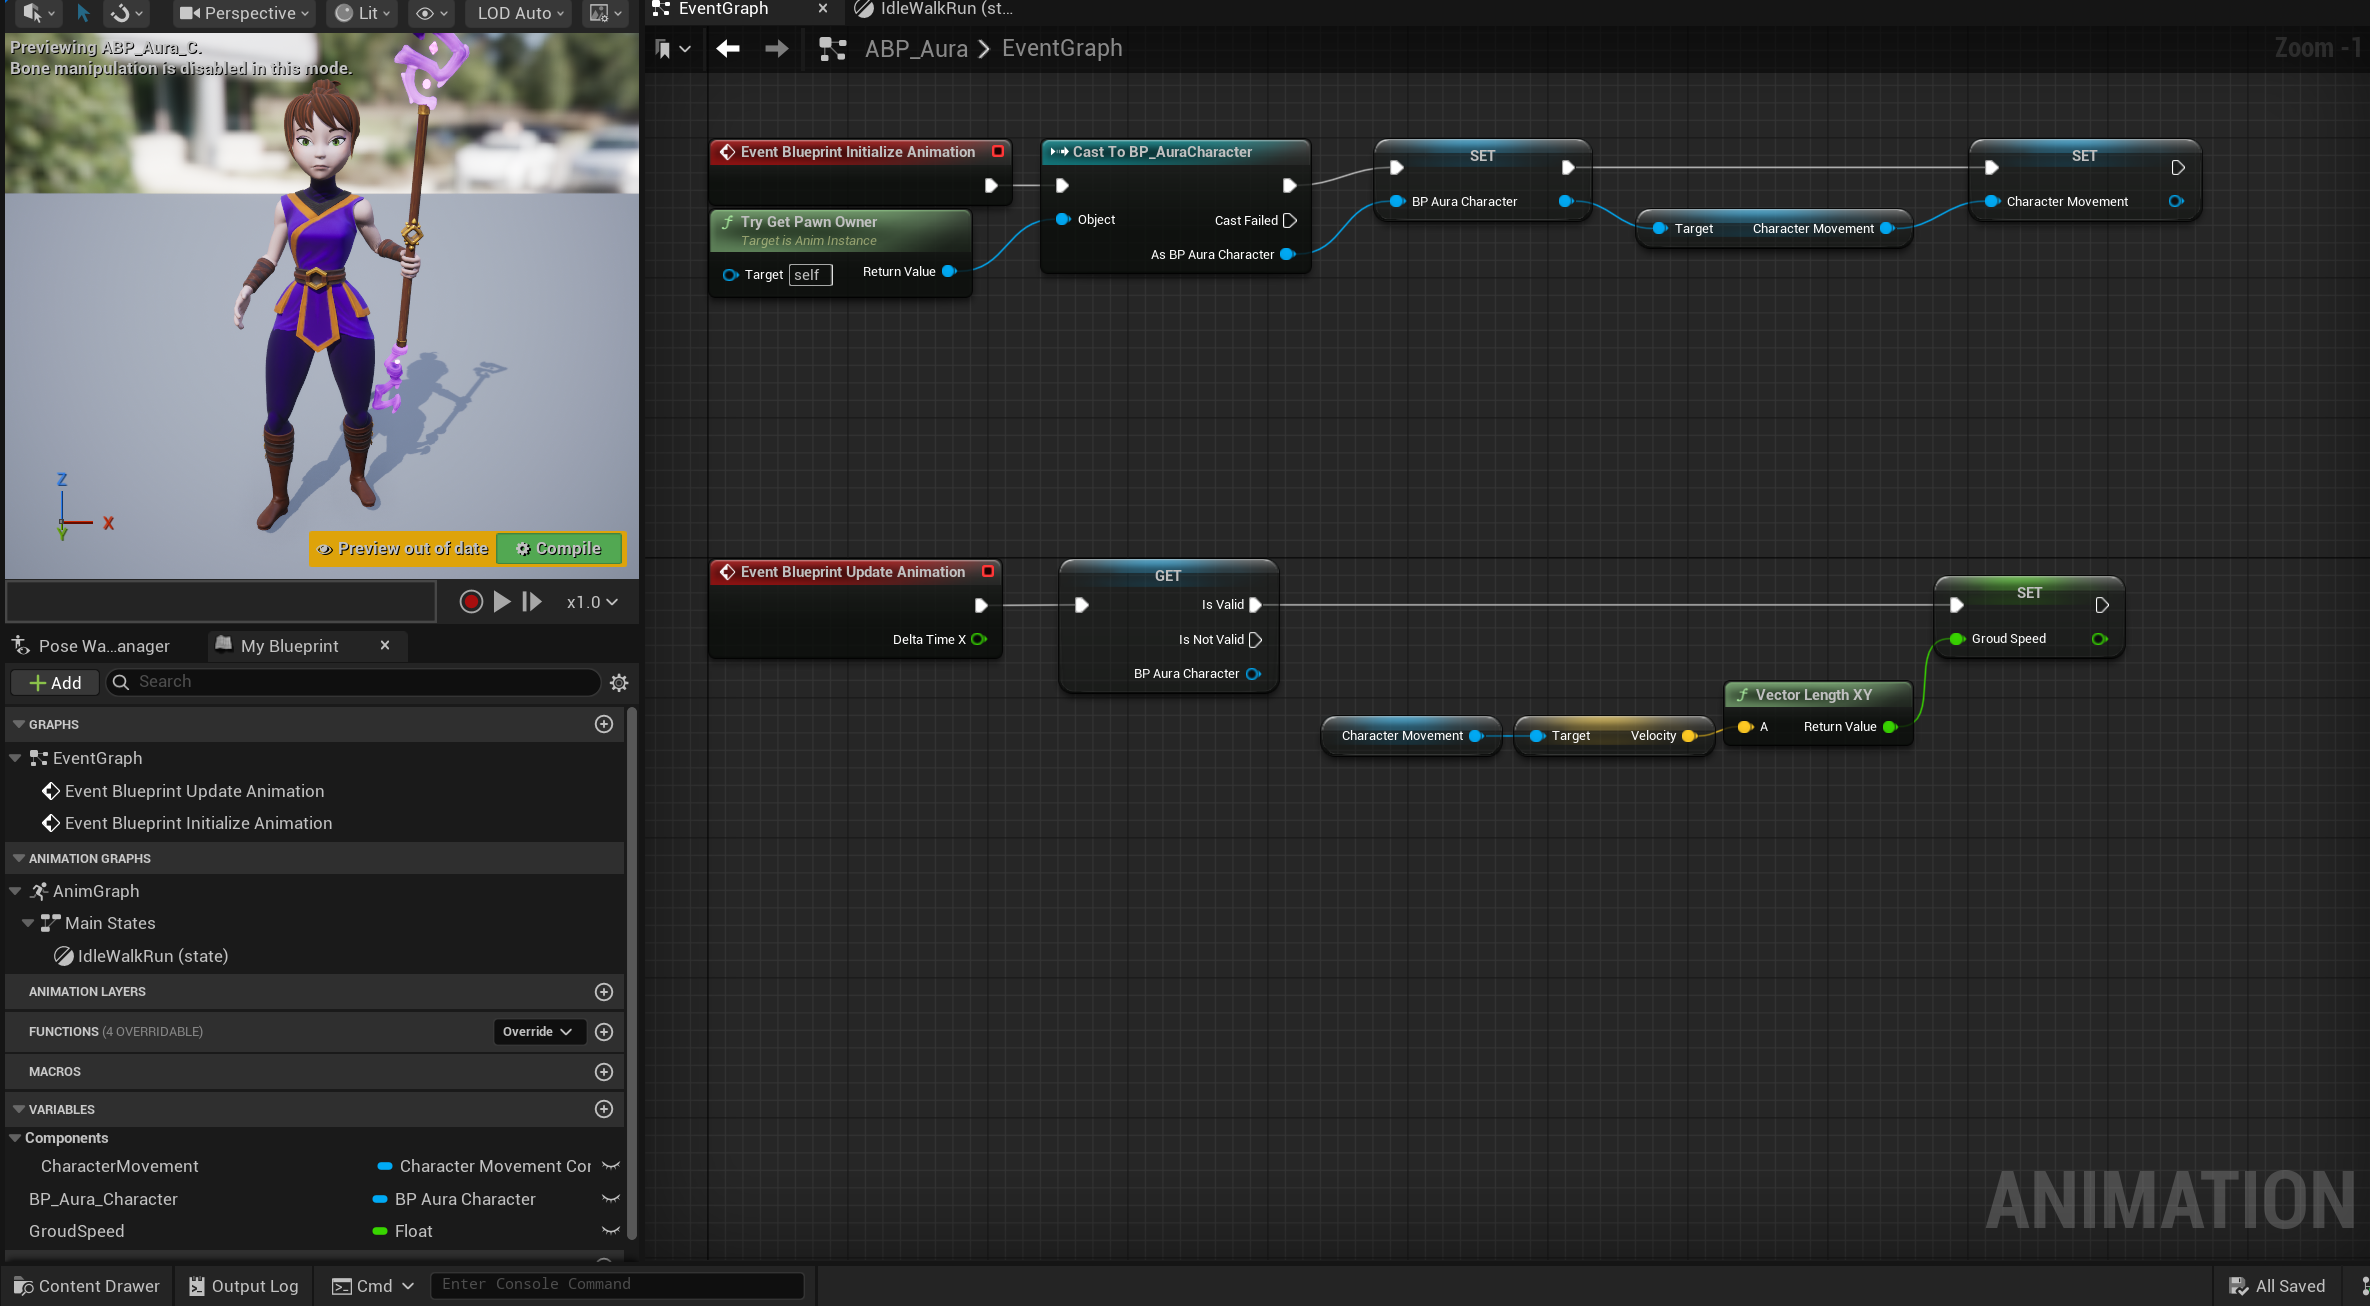 Perspective
Lit
LOD Auto
Previewing ABP_Aura_C.
Bone manipulation is disabled in this mode.
Z
X
Y
Preview out of date
Compile
x1.0
Pose Wa...anager
My Blueprint
Add
Search
GRAPHS
EventGraph
Event Blueprint Update Animation
Event Blueprint Initialize Animation
ANIMATION GRAPHS
AnimGraph
Main States
IdleWalkRun (state)
ANIMATION LAYERS
FUNCTIONS (4 OVERRIDABLE)
Override
MACROS
VARIABLES
Components
CharacterMovement
Character Movement Cor
BP_Aura_Character
BP Aura Character
GroudSpeed
Float
EventGraph
IdleWalkRun (st...
ABP_Aura > EventGraph
Zoom -1
Event Blueprint Initialize Animation
Try Get Pawn Owner
Target is Anim Instance
Target self
Return Value
Cast To BP_AuraCharacter
Object
Cast Failed
As BP Aura Character
SET
BP Aura Character
Target
Character Movement
SET
Character Movement
Event Blueprint Update Animation
Delta Time X
GET
Is Valid
Is Not Valid
BP Aura Character
Character Movement
Target
Velocity
Vector Length XY
A
Return Value
SET
Groud Speed
ANIMATION
Content Drawer
Output Log
Cmd
Enter Console Command
All Saved